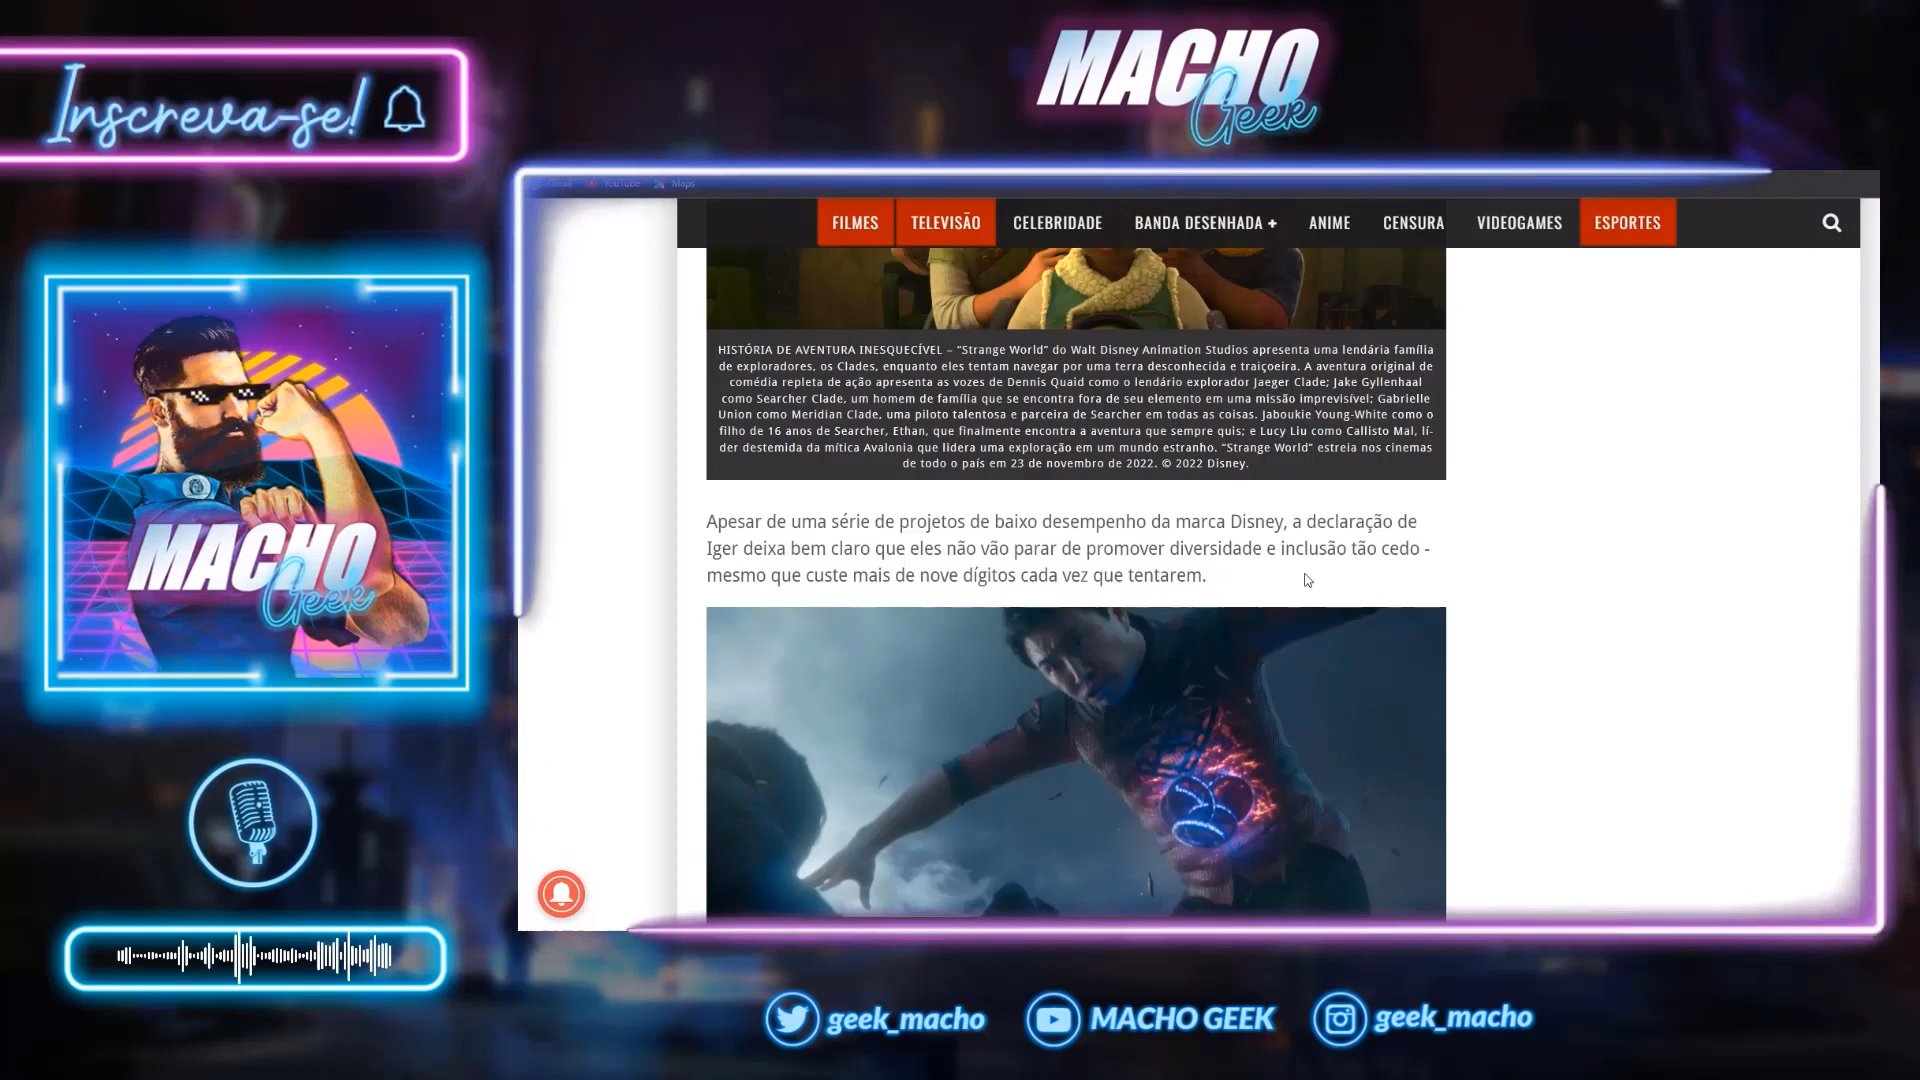 Inscreva-se!
MACHO
Geek
Gmail YouTube Maps
FILMES TELEVISÃO CELEBRIDADE BANDA DESENHADA + ANIME CENSURA VIDEOGAMES ESPORTES
HISTÓRIA DE AVENTURA INESQUECÍVEL – “Strange World” do Walt Disney Animation Studios apresenta uma lendária família
de exploradores, os Clades, enquanto eles tentam navegar por uma terra desconhecida e traiçoeira. A aventura original de
comédia repleta de ação apresenta as vozes de Dennis Quaid como o lendário explorador Jaeger Clade; Jake Gyllenhaal
como Searcher Clade, um homem de família que se encontra fora de seu elemento em uma missão imprevisível; Gabrielle
Union como Meridian Clade, uma piloto talentosa e parceira de Searcher em todas as coisas. Jaboukie Young-White como o
filho de 16 anos de Searcher, Ethan, que finalmente encontra a aventura que sempre quis; e Lucy Liu como Callisto Mal, lí-
der destemida da mítica Avalonia que lidera uma exploração em um mundo estranho. “Strange World” estreia nos cinemas
de todo o país em 23 de novembro de 2022. © 2022 Disney.
Apesar de uma série de projetos de baixo desempenho da marca Disney, a declaração de
Iger deixa bem claro que eles não vão parar de promover diversidade e inclusão tão cedo -
mesmo que custe mais de nove dígitos cada vez que tentarem.
MACHO
Geek
geek_macho MACHO GEEK geek_macho